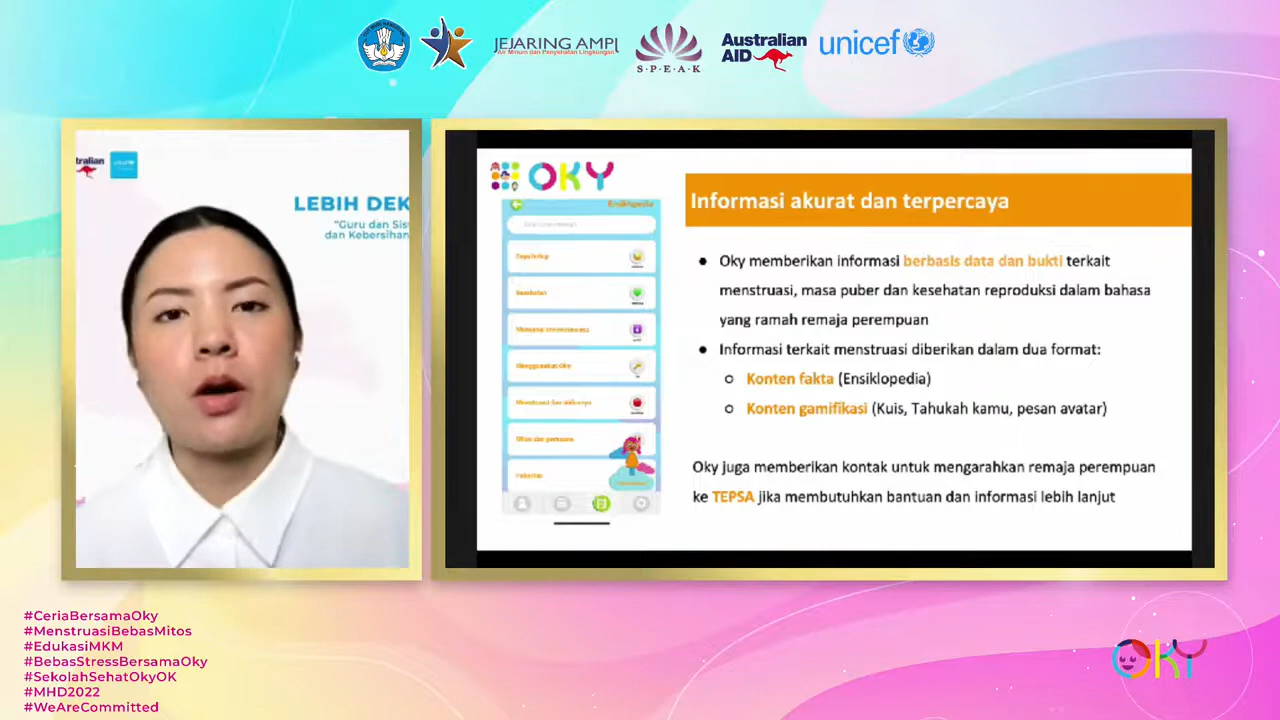 JEJARING AMPL
Air Minum dan Penyehatan Lingkungan
S·P·E·A·K
Australian
AID
unicef
tralian
LEBIH DEK
"Guru dan Sis
dan Kebersihan
OKY
Ensiklopedia
Kesehatan
Menggunakan Oky
Informasi akurat dan terpercaya
● Oky memberikan informasi berbasis data dan bukti terkait
menstruasi, masa puber dan kesehatan reproduksi dalam bahasa
yang ramah remaja perempuan
● Informasi terkait menstruasi diberikan dalam dua format:
○ Konten fakta (Ensiklopedia)
○ Konten gamifikasi (Kuis, Tahukah kamu, pesan avatar)
Oky juga memberikan kontak untuk mengarahkan remaja perempuan
ke TEPSA jika membutuhkan bantuan dan informasi lebih lanjut
#CeriaBersamaOky
#MenstruasiBebasMitos
#EdukasiMKM
#BebasStressBersamaOky
#SekolahSehatOkyOK
#MHD2022
#WeAreCommitted
OKY